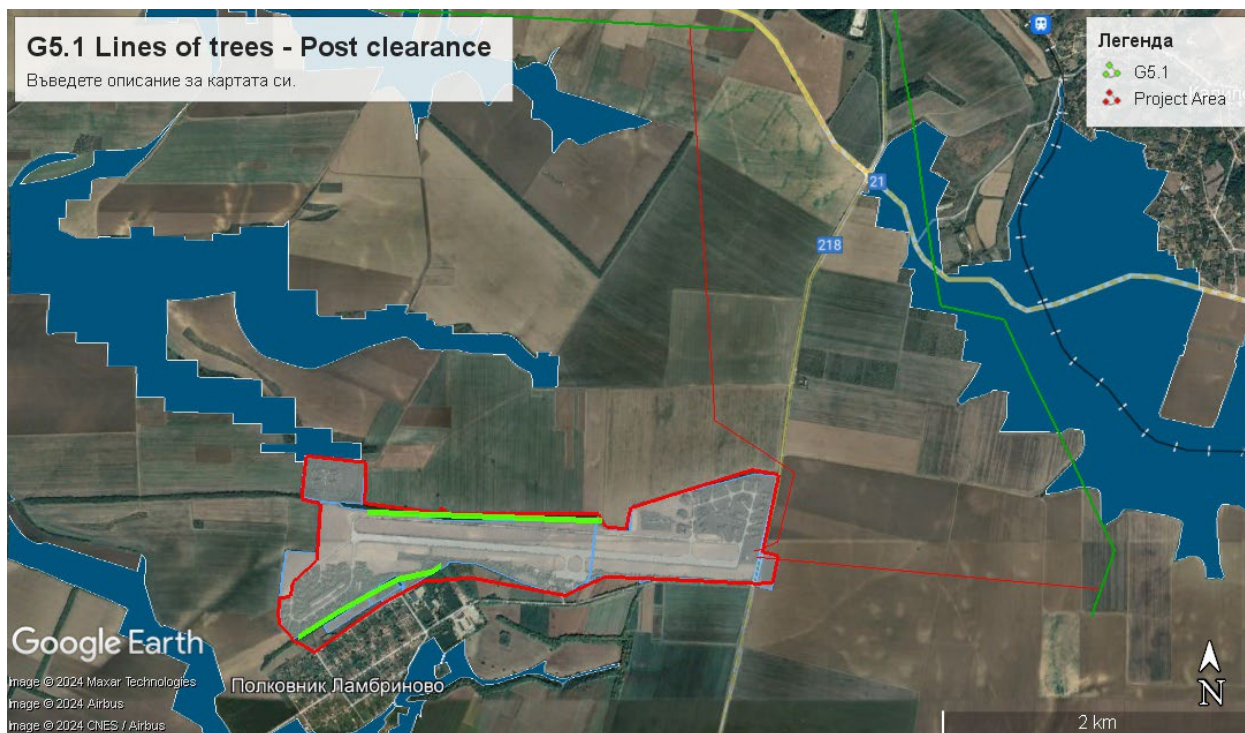 G5.1 Lines of trees - Post clearance
Въведете описание за картата си.
Легенда
G5.1
Project Area
21
218
Google Earth
Image © 2024 Maxar Technologies
Image © 2024 Airbus
Image © 2024 CNES / Airbus
Полковник Ламбриново
N
2 km